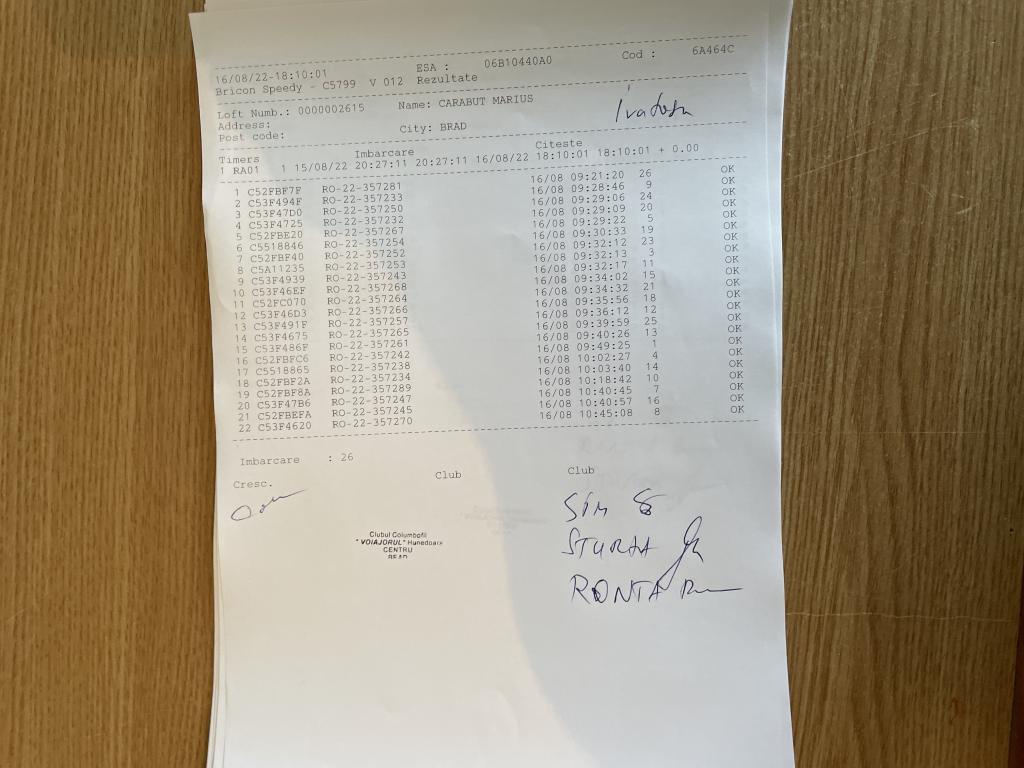 16/08/22-18:10:01 ESA : 06B10440A0 Cod : 6A464C
Bricon Speedy - C5799 V 012 Rezultate
Loft Numb.: 0000002615 Name: CARABUT MARIUS
Address:
Post code: City: BRAD
Timers Imbarcare Citeste
1 RA01 1 15/08/22 20:27:11 20:27:11 16/08/22 18:10:01 18:10:01 + 0.00
1 C52FBF7F RO-22-357281 16/08 09:21:20 26 OK
2 C53F494F RO-22-357233 16/08 09:28:46 9 OK
3 C53F47D0 RO-22-357250 16/08 09:29:06 24 OK
4 C53F4725 RO-22-357232 16/08 09:29:09 20 OK
5 C52FBE20 RO-22-357267 16/08 09:29:22 5 OK
6 C5518846 RO-22-357254 16/08 09:30:33 19 OK
7 C52FBF40 RO-22-357252 16/08 09:32:12 23 OK
8 C5A11235 RO-22-357253 16/08 09:32:13 3 OK
9 C53F4939 RO-22-357243 16/08 09:32:17 11 OK
10 C53F46EF RO-22-357268 16/08 09:34:02 15 OK
11 C52FC070 RO-22-357264 16/08 09:34:32 21 OK
12 C53F46D3 RO-22-357266 16/08 09:35:56 18 OK
13 C53F491F RO-22-357257 16/08 09:36:12 12 OK
14 C53F4675 RO-22-357265 16/08 09:39:59 25 OK
15 C53F486F RO-22-357261 16/08 09:40:26 13 OK
16 C52FBFC6 RO-22-357242 16/08 09:49:25 1 OK
17 C5518865 RO-22-357238 16/08 10:02:27 4 OK
18 C52FBF2A RO-22-357234 16/08 10:03:40 14 OK
19 C52FBF8A RO-22-357289 16/08 10:18:42 10 OK
20 C53F47B6 RO-22-357247 16/08 10:40:45 7 OK
21 C52FBEFA RO-22-357245 16/08 10:40:57 16 OK
22 C53F4620 RO-22-357270 16/08 10:45:08 8 OK
Imbarcare : 26
Cresc. Club Club
Clubul Columbofil
"VOIAJORUL" Hunedoara
CENTRU
BRAD
SIM
STURZA
RONTA